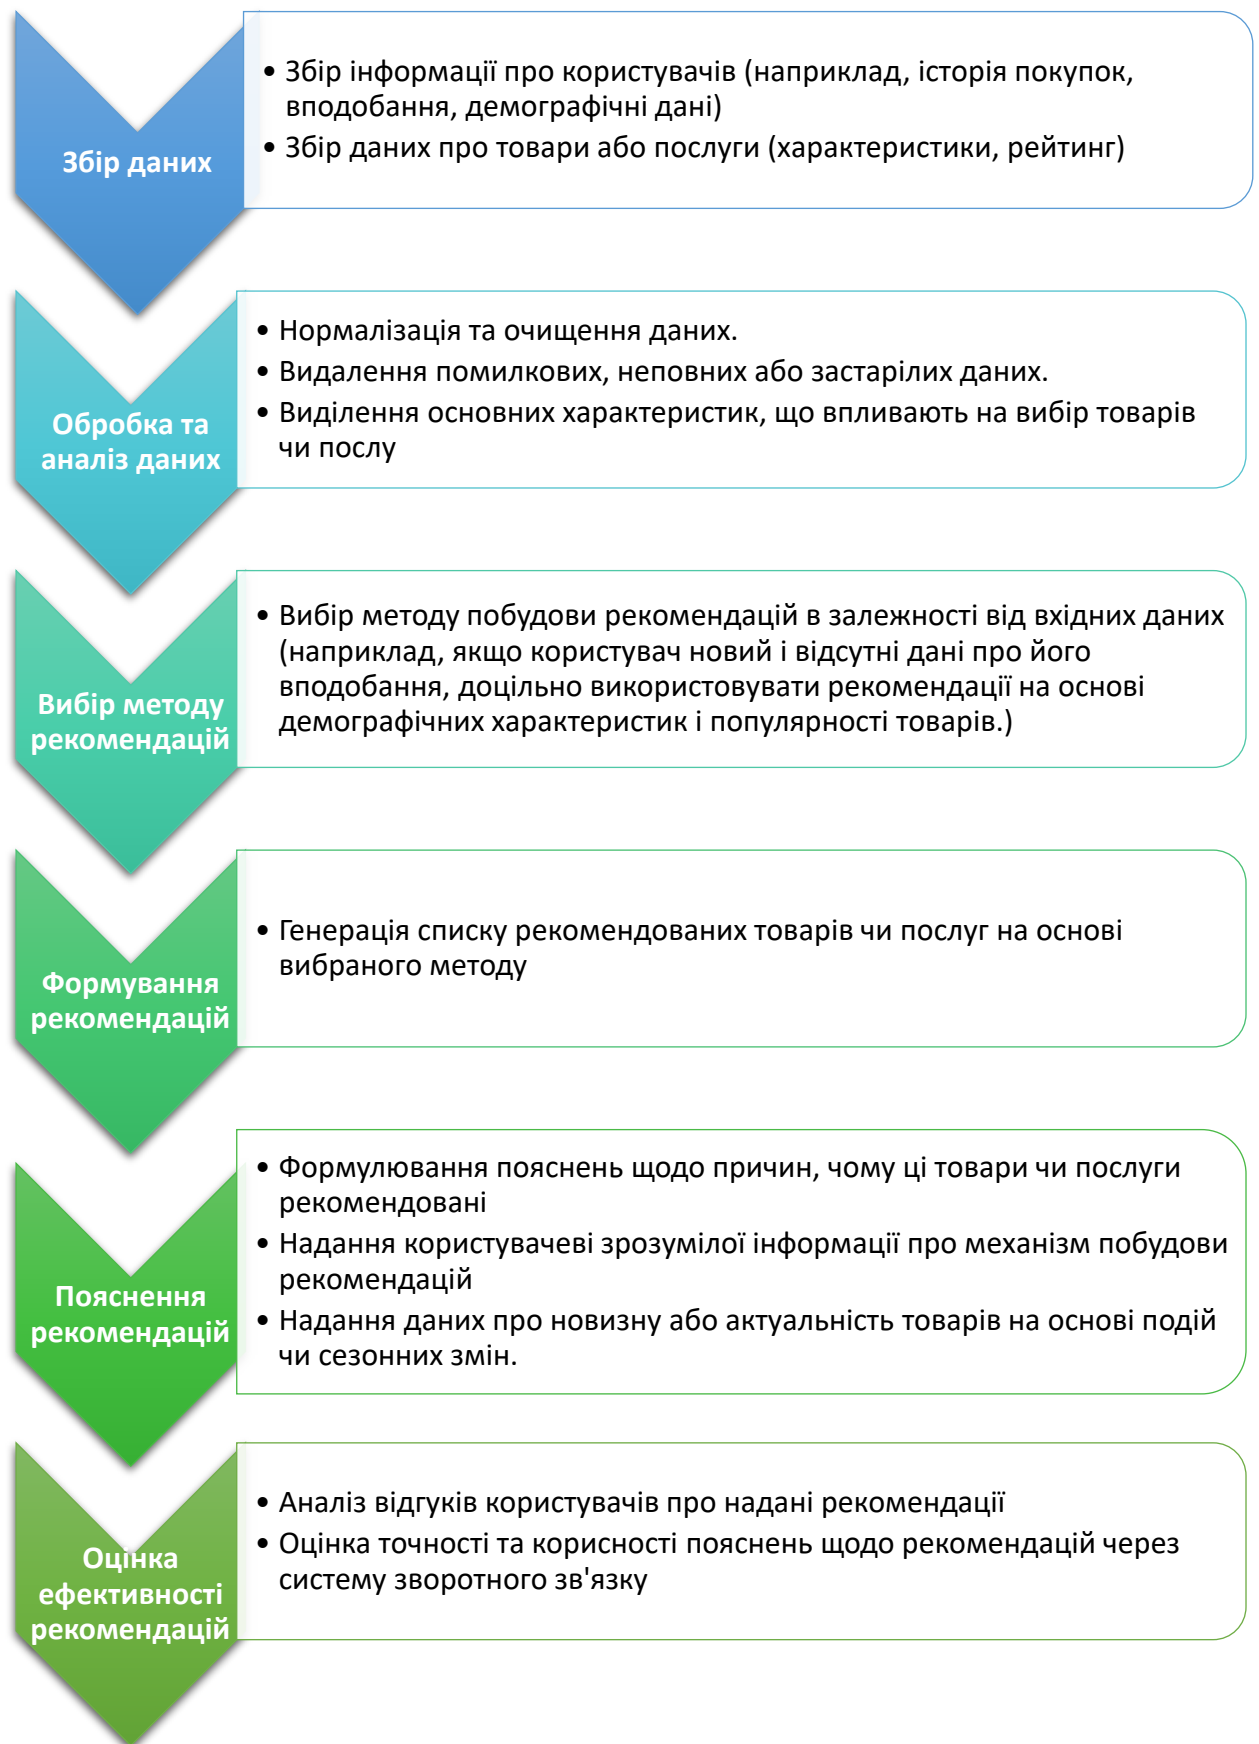 Збір даних
• Збір інформації про користувачів (наприклад, історія покупок,
вподобання, демографічні дані)
• Збір даних про товари або послуги (характеристики, рейтинг)
Обробка та
аналіз даних
• Нормалізація та очищення даних.
• Видалення помилкових, неповних або застарілих даних.
• Виділення основних характеристик, що впливають на вибір товарів
чи послу
Вибір методу
рекомендацій
• Вибір методу побудови рекомендацій в залежності від вхідних даних
(наприклад, якщо користувач новий і відсутні дані про його
вподобання, доцільно використовувати рекомендації на основі
демографічних характеристик і популярності товарів.)
Формування
рекомендацій
• Генерація списку рекомендованих товарів чи послуг на основі
вибраного методу
Пояснення
рекомендацій
• Формулювання пояснень щодо причин, чому ці товари чи послуги
рекомендовані
• Надання користувачеві зрозумілої інформації про механізм побудови
рекомендацій
• Надання даних про новизну або актуальність товарів на основі подій
чи сезонних змін.
Оцінка
ефективності
рекомендацій
• Аналіз відгуків користувачів про надані рекомендації
• Оцінка точності та корисності пояснень щодо рекомендацій через
систему зворотного зв'язку